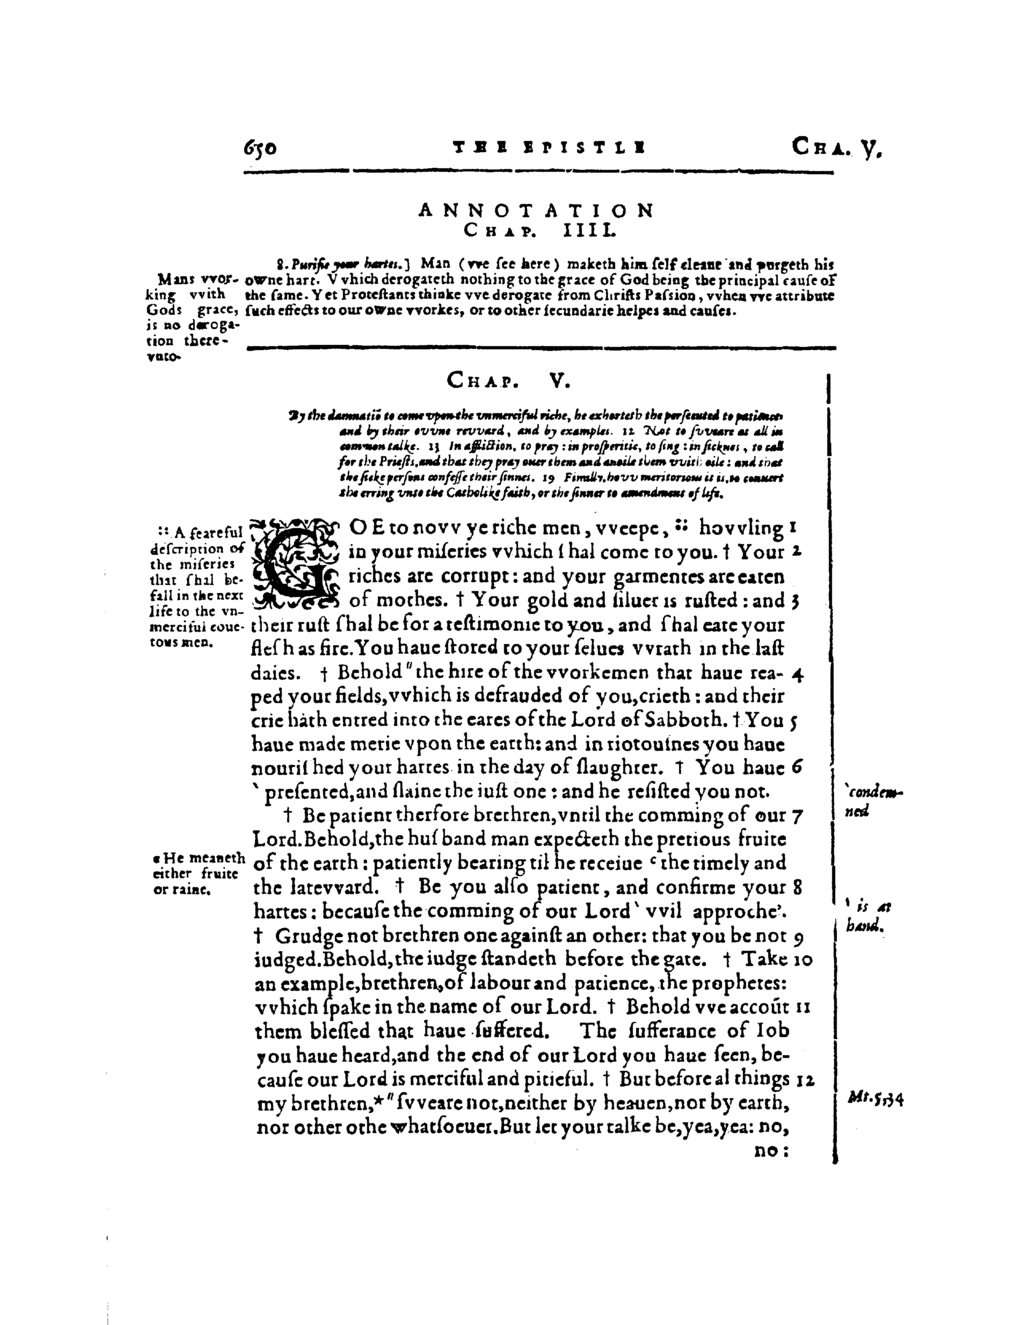 650 THE EPISTLE CHA. V.
ANNOTATION
CHAP. IIII.
8. Purifie your hartes.] Man (vve ſee here) maketh him ſelf cleane and purgeth his
owne hart. VVhich derogateth nothing to the grace of God being the principal cauſe of
the ſame. Yet Proteſtants thinke vve derogate from Chriſts Paſsion, vvhen vve attribute
ſuch effects to our owne vvorkes, or to other ſecundarie helpes and cauſes.
Mans vvor-
king vvith
Gods grace,
is no deroga-
tion there-
vnto.
CHAP. V.
By the damnatiō to come vpon the vnmerciful riche, he exhorteth the perſecuted to patience
and by their ovvne revvard, and by examples. 12 Not to ſvveare at all in
common talke. 13 In affliction, to pray: in proſperitie, to ſing: in ſicknes, to call
for the Prieſts, and that they pray ouer them and anoile them vvith oile: and that
the ſicke perſons confeſſe their ſinnes. 19 Finally, hovv meritorious it is, to conuert
the erring vnto the Catholike faith, or the ſinner to amendment of life.
:: A feareful
deſcription of
the miſeries
that ſhal be-
fall in the next
life to the vn-
merciful coue-
tous men.
GOE to novv ye riche men, vveepe, :: hovvling 1
in your miſeries vvhich ſhal come to you. † Your 2
riches are corrupt: and your garmentes are eaten
of mothes. † Your gold and ſiluer is ruſted: and 3
their ruſt ſhal be for a teſtimonie to you, and ſhal eate your
fleſh as fire. You haue ſtored to your ſelues vvrath in the laſt
daies. † Behold "the hire of the vvorkemen that haue rea- 4
ped your fields, vvhich is defrauded of you, crieth: and their
crie hath entred into the eares of the Lord of Sabboth. † You 5
haue made merie vpon the earth: and in riotouſnes you haue
nouriſhed your hartes in the day of ſlaughter. † You haue 6
‵preſented, and ſlaine the iuſt one: and he reſiſted you not.
† Be patient therfore brethren, vntil the comming of our 7
Lord. Behold, the huſband man expecteth the pretious fruite
of the earth: patiently bearing til he receiue ᶜthe timely and
the latevvard. † Be you alſo patient, and confirme your 8
hartes: becauſe the comming of our Lord ‵vvil approche’.
† Grudge not brethren one againſt an other: that you be not 9
iudged. Behold, the iudge ſtandeth before the gate. † Take 10
an example, brethren, of labour and patience, the prophetes:
vvhich ſpake in the name of our Lord. † Behold vve accoūt 11
them bleſſed that haue ſuffered. The ſufferance of Iob
you haue heard, and the end of our Lord you haue ſeen, be-
cauſe our Lord is merciful and pitieful. † But before al things 12
my brethren,*"ſvveare not, neither by heauen, nor by earth,
nor other othe whatſoeuer. But let your talke be, yea, yea: no,
no:
‵condem-
ned
c He meaneth
either fruite
or raine.
‵is at
hand.
Mt. 5, 34